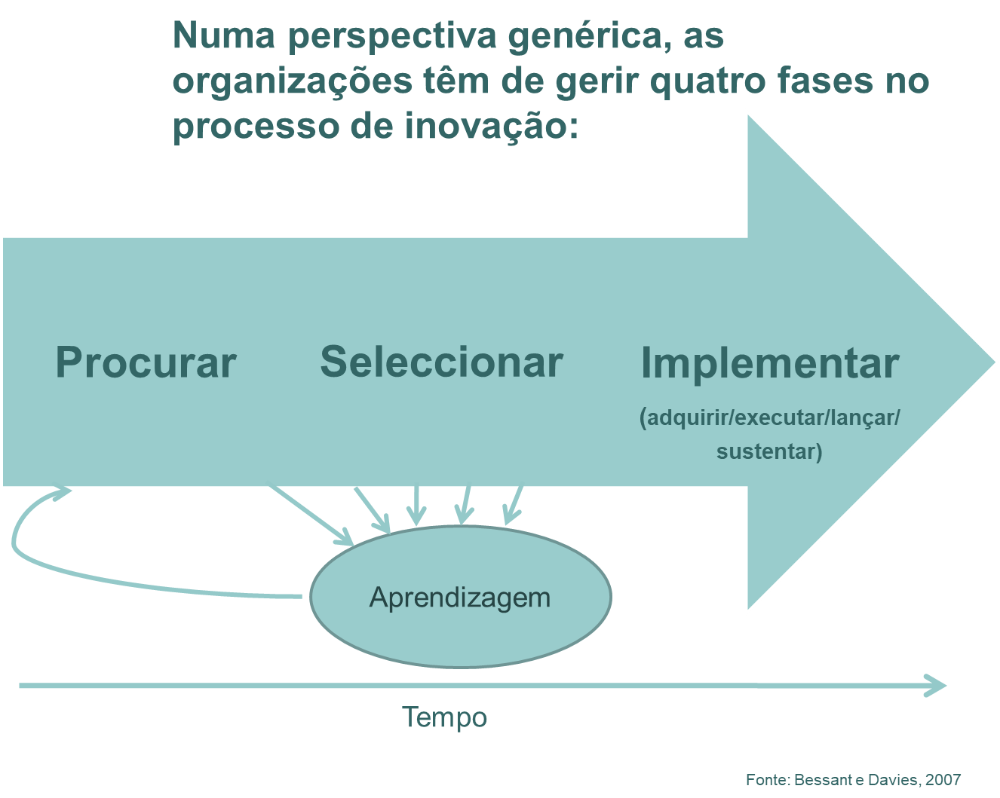 Numa perspectiva genérica, as
organizações têm de gerir quatro fases no
processo de inovação:
Procurar
Seleccionar
Implementar
(adquirir/executar/lançar/
sustentar)
Aprendizagem
Tempo
Fonte: Bessant e Davies, 2007